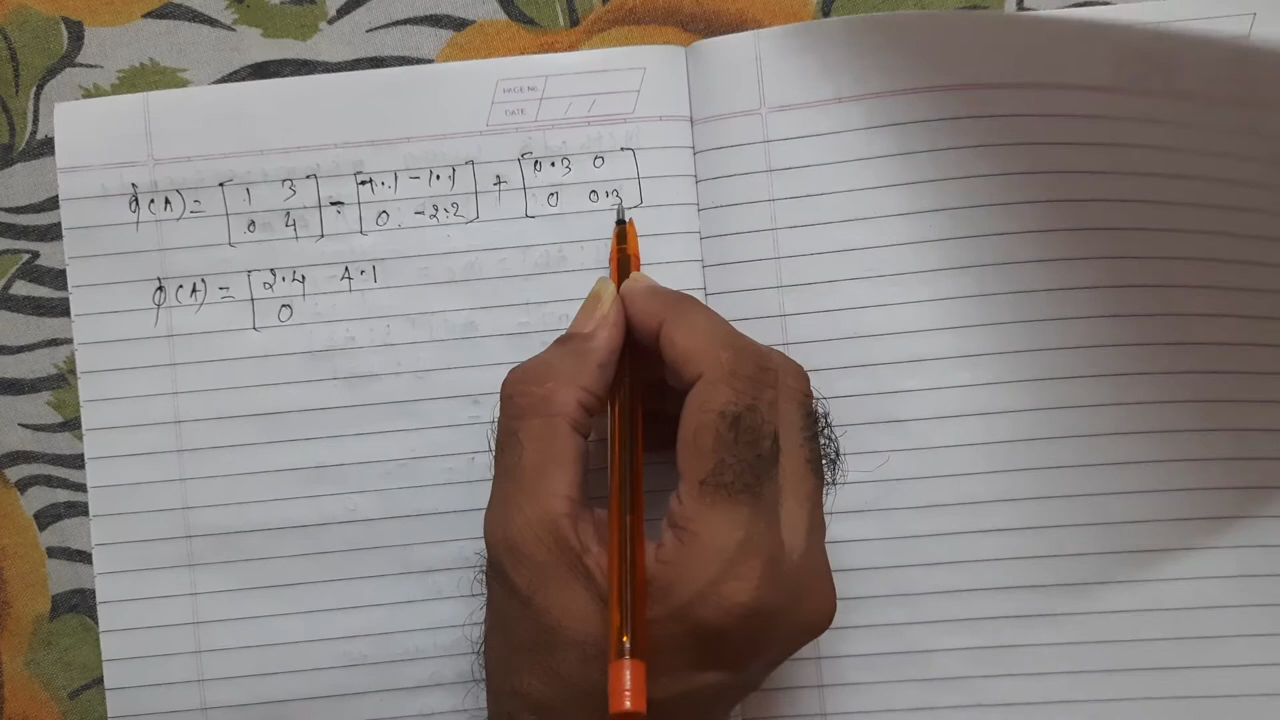 PAGE NO.
DATE / /
ϕ(A) = [1 3 0 4] - [-1.1 -1.1 0 -2.2] + [0.3 0 0 0.3]
ϕ(A) = [2.4 4.1 0